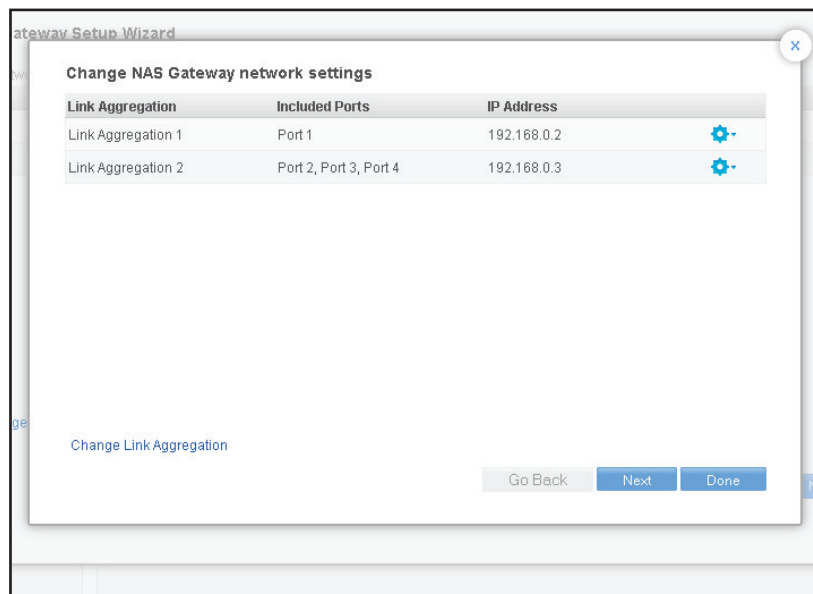 ateway Setup Wizard
Change NAS Gateway network settings
Link Aggregation Included Ports IP Address
Link Aggregation 1 Port 1 192.168.0.2
Link Aggregation 2 Port 2, Port 3, Port 4 192.168.0.3
Change Link Aggregation
Go Back Next Done